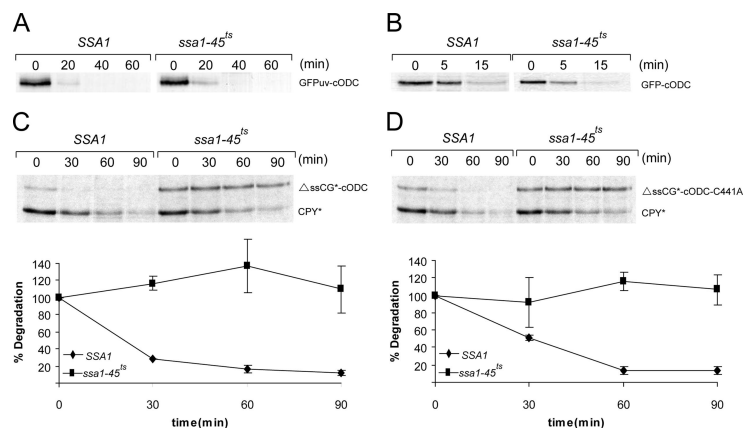 A
SSA1 ssa1-45ts
0 20 40 60 0 20 40 60 (min)
GFPuv-cODC
B
SSA1 ssa1-45ts
0 5 15 0 5 15 (min)
GFP-cODC
C
SSA1 ssa1-45ts
0 30 60 90 0 30 60 90 (min)
△ssCG*-cODC
CPY*
% Degradation
140
120
100
80
60
40
20
SSA1
ssa1-45ts
0 30 60 90
time(min)
D
SSA1 ssa1-45ts
0 30 60 90 0 30 60 90 (min)
△ssCG*-cODC-C441A
CPY*
% Degradation
140
120
100
80
60
40
20
SSA1
ssa1-45ts
0 30 60 90
time(min)